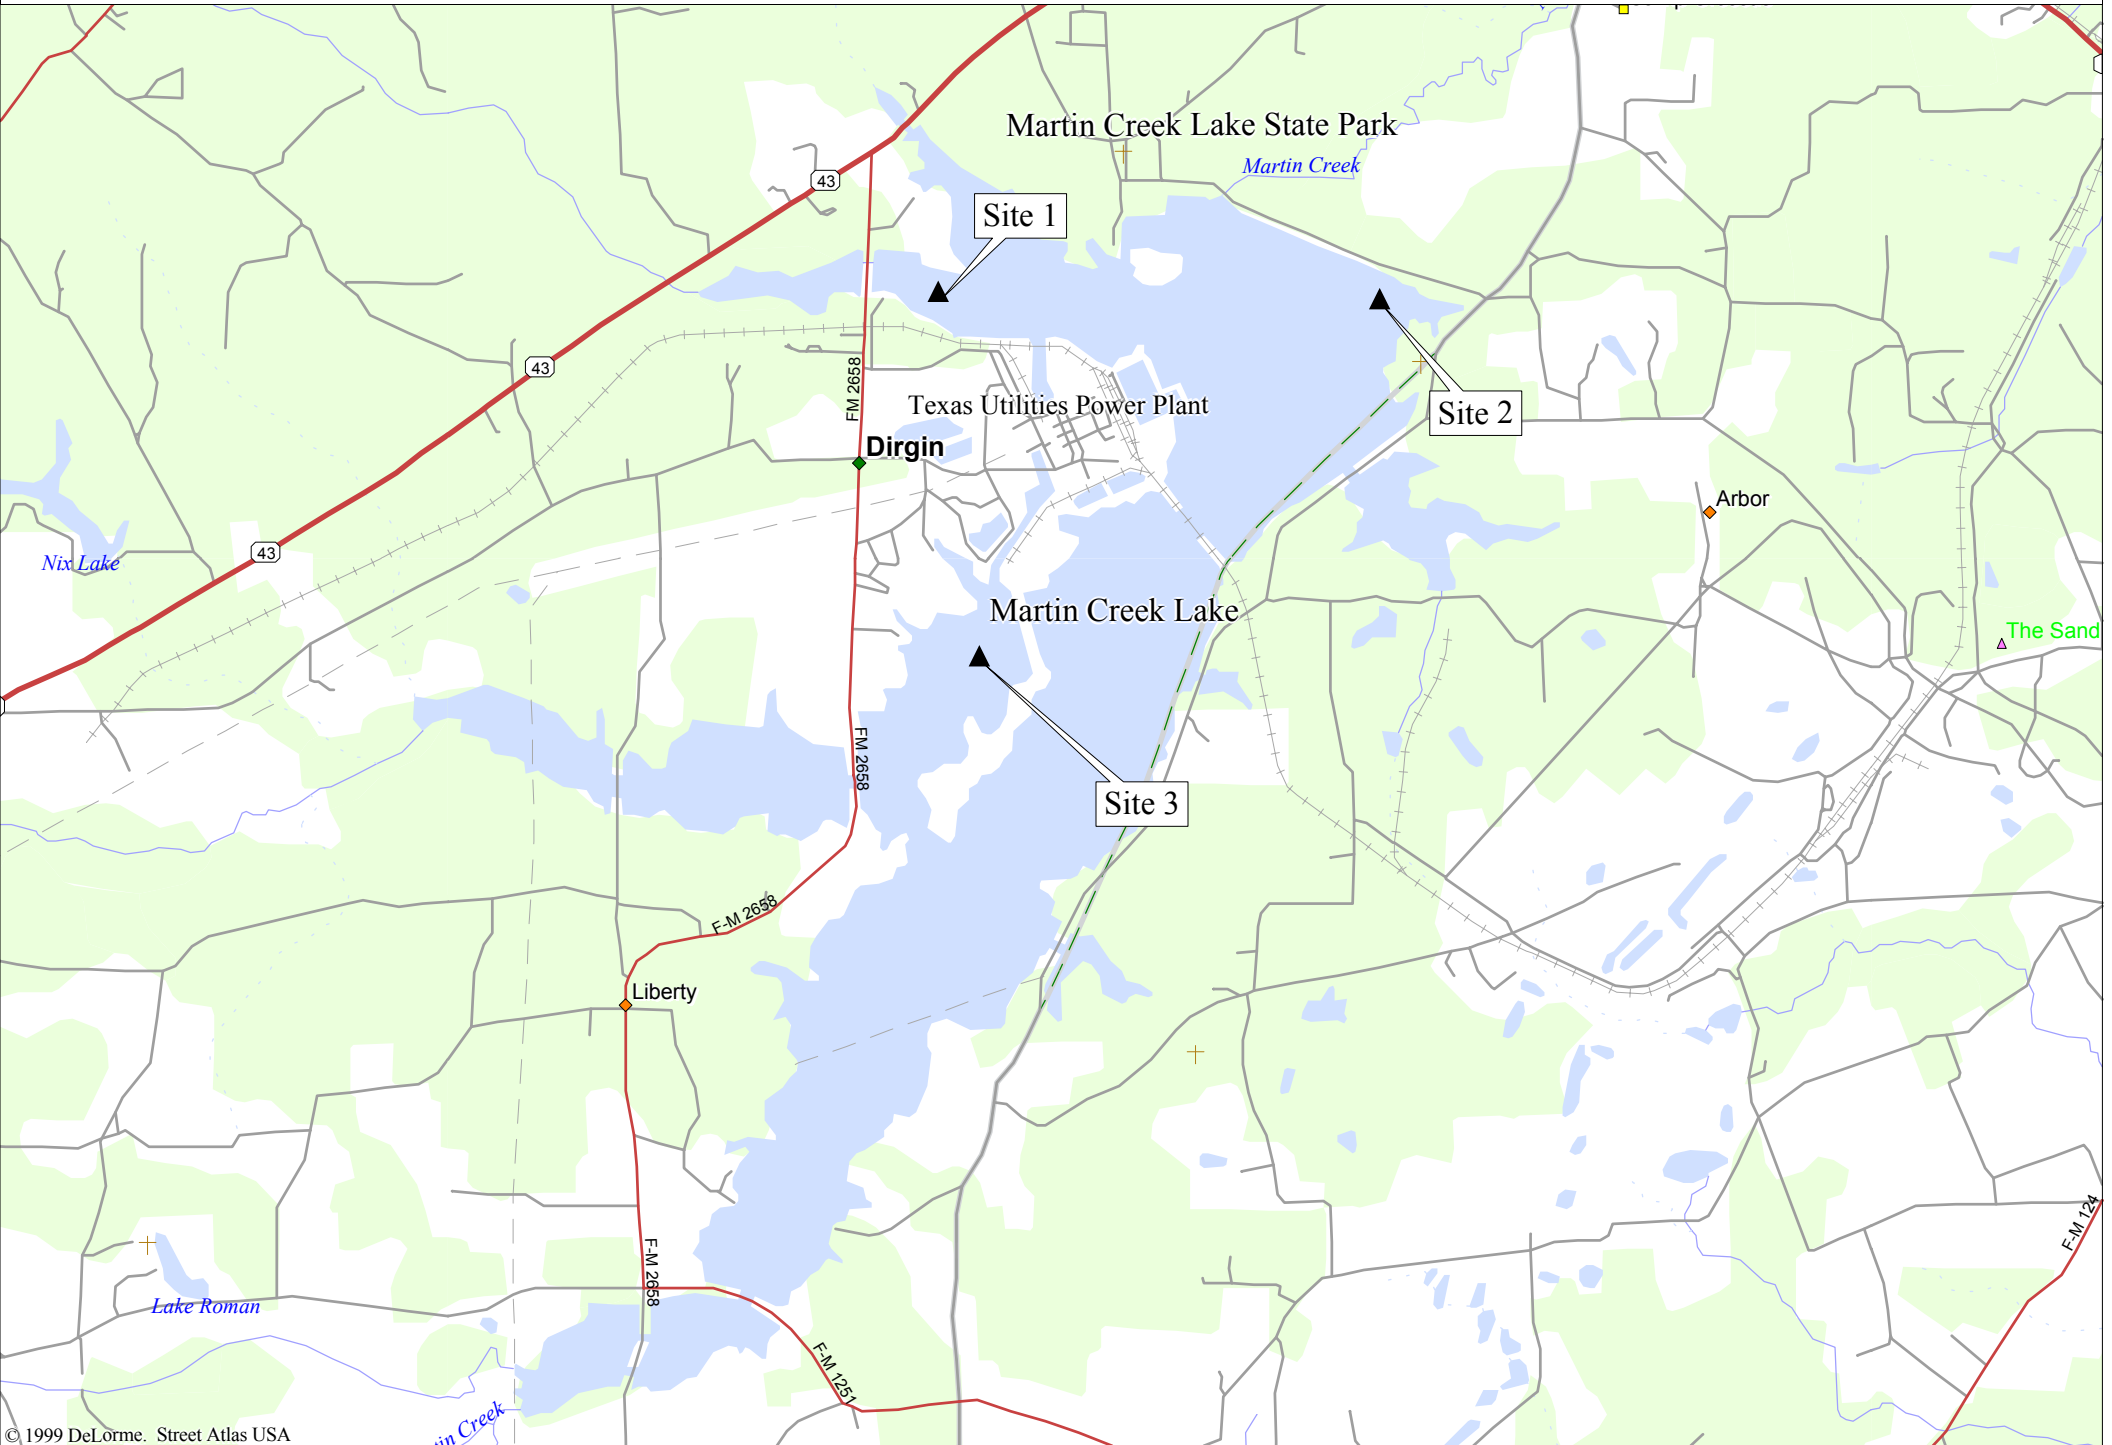 Martin Creek Lake State Park
Martin Creek
43
Site 1
43
FM 2658
Texas Utilities Power Plant
Site 2
Dirgin
Arbor
43
Nix Lake
Martin Creek Lake
The Sand
FM 2658
Site 3
F-M 2658
Liberty
F-M 124
F-M 2658
Lake Roman
F-M 1251
tin Creek
© 1999 DeLorme. Street Atlas USA